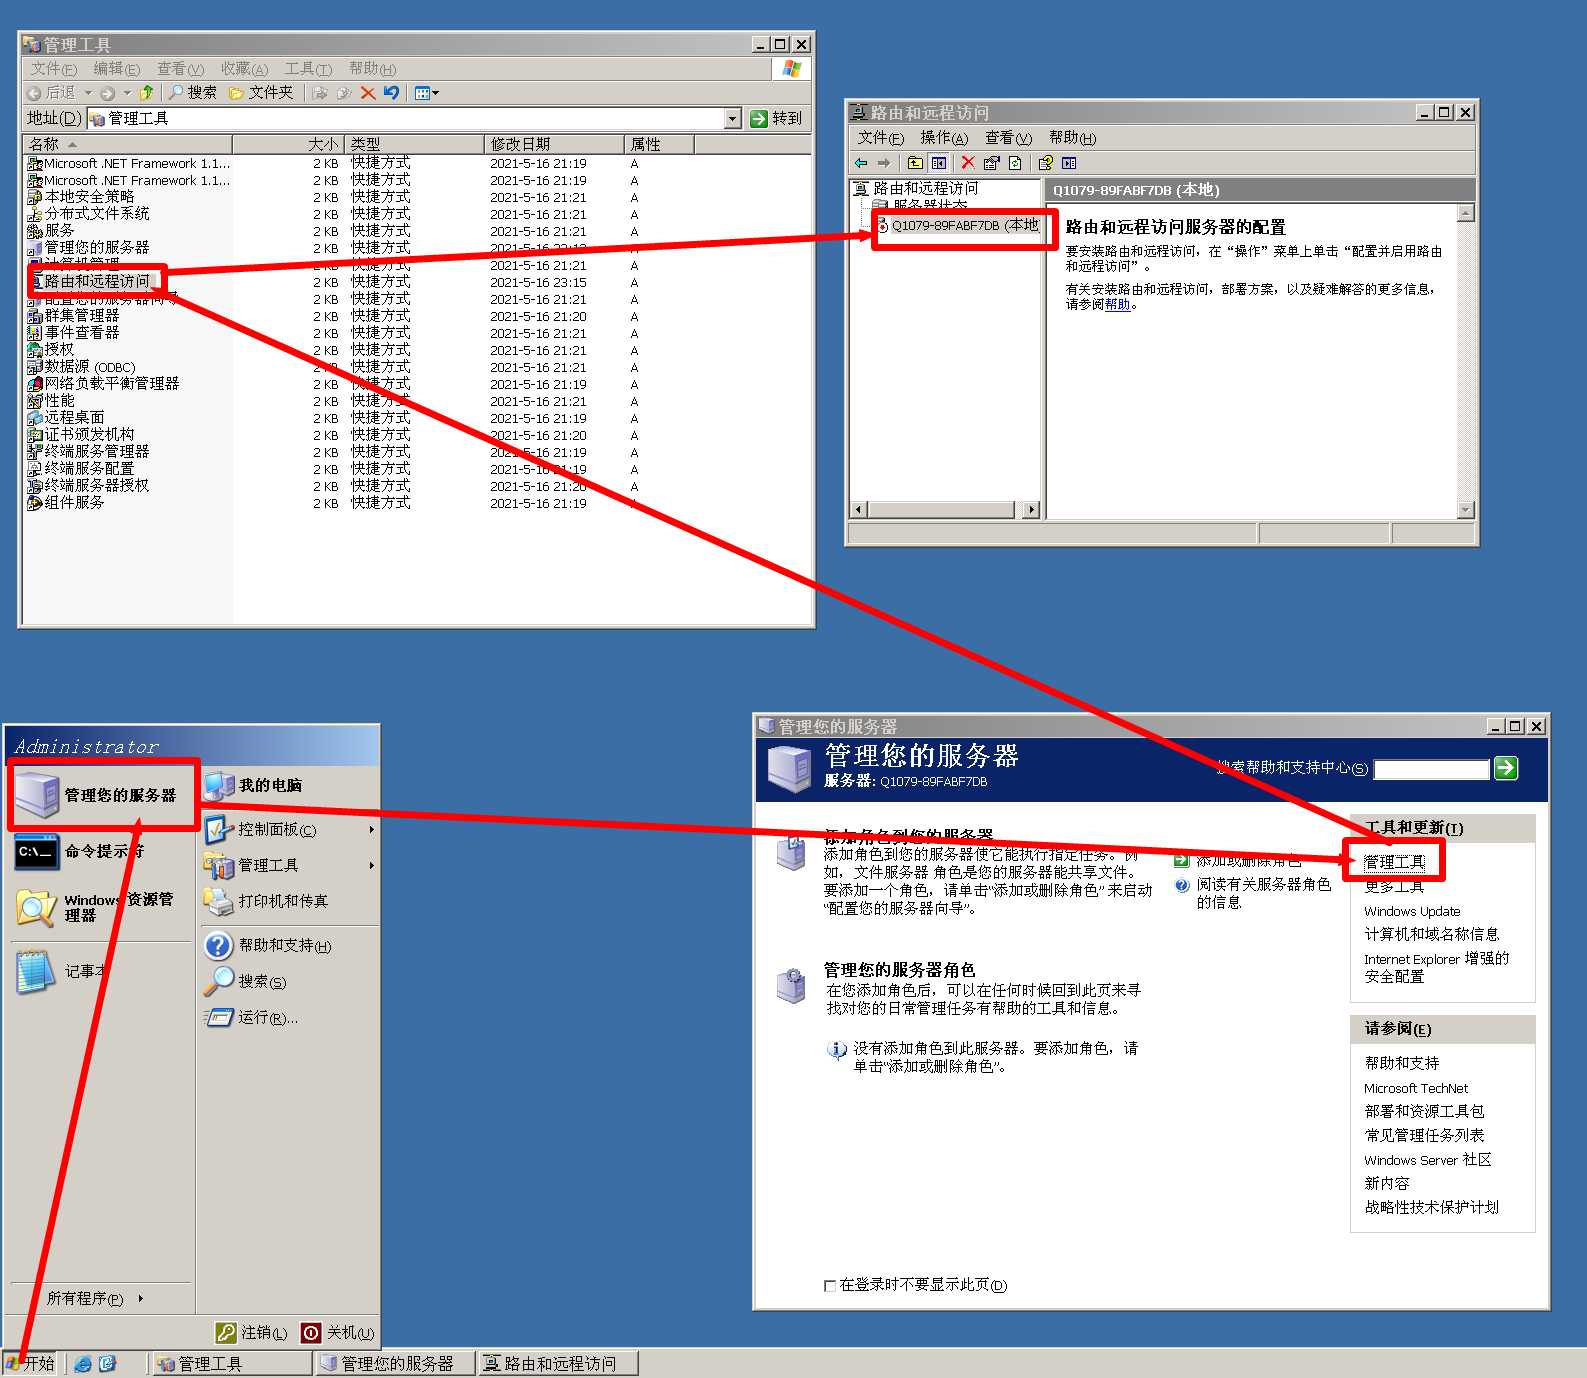 管理工具
文件(F) 编辑(E) 查看(V) 收藏(A) 工具(T) 帮助(H)
后退 搜索 文件夹
地址(D) 管理工具 转到
名称 大小 类型 修改日期 属性
Microsoft .NET Framework 1.1... 2 KB 快捷方式 2021-5-16 21:19 A
Microsoft .NET Framework 1.1... 2 KB 快捷方式 2021-5-16 21:19 A
本地安全策略 2 KB 快捷方式 2021-5-16 21:21 A
分布式文件系统 2 KB 快捷方式 2021-5-16 21:21 A
服务 2 KB 快捷方式 2021-5-16 21:21 A
管理您的服务器 2 KB 快捷方式 2021-5-16 A
计算机管理 2 KB 快捷方式 2021-5-16 21:21 A
路由和远程访问 2 KB 快捷方式 2021-5-16 23:15 A
配置您的服务器向导 2 KB 快捷方式 2021-5-16 21:21 A
群集管理器 2 KB 快捷方式 2021-5-16 21:20 A
事件查看器 2 KB 快捷方式 2021-5-16 21:21 A
授权 2 KB 快捷方式 2021-5-16 21:21 A
数据源 (ODBC) 2 KB 快捷方式 2021-5-16 21:21 A
网络负载平衡管理器 2 KB 快捷方式 2021-5-16 21:19 A
性能 2 KB 快捷方式 2021-5-16 21:21 A
远程桌面 2 KB 快捷方式 2021-5-16 21:19 A
证书颁发机构 2 KB 快捷方式 2021-5-16 21:20 A
终端服务管理器 2 KB 快捷方式 2021-5-16 21:19 A
终端服务配置 2 KB 快捷方式 2021-5-16 21:19 A
终端服务器授权 2 KB 快捷方式 2021-5-16 21:20 A
组件服务 2 KB 快捷方式 2021-5-16 21:19
路由和远程访问
文件(F) 操作(A) 查看(V) 帮助(H)
路由和远程访问
服务器状态
Q1079-89FABF7DB (本地
Q1079-89FABF7DB (本地)
路由和远程访问服务器的配置
要安装路由和远程访问，在“操作”菜单上单击“配置并启用路由
和远程访问”。
有关安装路由和远程访问，部署方案，以及疑难解答的更多信息，
请参阅帮助。
Administrator
管理您的服务器
命令提示符
Windows 资源管
理器
记事本
所有程序(P)
我的电脑
控制面板(C)
管理工具
打印机和传真
帮助和支持(H)
搜索(S)
运行(R)...
注销(L) 关机(U)
管理您的服务器
管理您的服务器
服务器: Q1079-89FABF7DB
搜索帮助和支持中心(S)
添加角色到您的服务器
添加角色到您的服务器使它能执行指定任务。例
如，文件服务器 角色是您的服务器能共享文件。
要添加一个角色，请单击“添加或删除角色” 来启动
“配置您的服务器向导”。
添加或删除角色
阅读有关服务器角色
的信息
管理您的服务器角色
在您添加角色后，可以在任何时候回到此页来寻
找对您的日常管理任务有帮助的工具和信息。
没有添加角色到此服务器。要添加角色，请
单击“添加或删除角色”。
工具和更新(T)
管理工具
更多工具
Windows Update
计算机和域名称信息
Internet Explorer 增强的
安全配置
请参阅(E)
帮助和支持
Microsoft TechNet
部署和资源工具包
常见管理任务列表
Windows Server 社区
新内容
战略性技术保护计划
在登录时不要显示此页(D)
开始 管理工具 管理您的服务器 路由和远程访问
C:\_